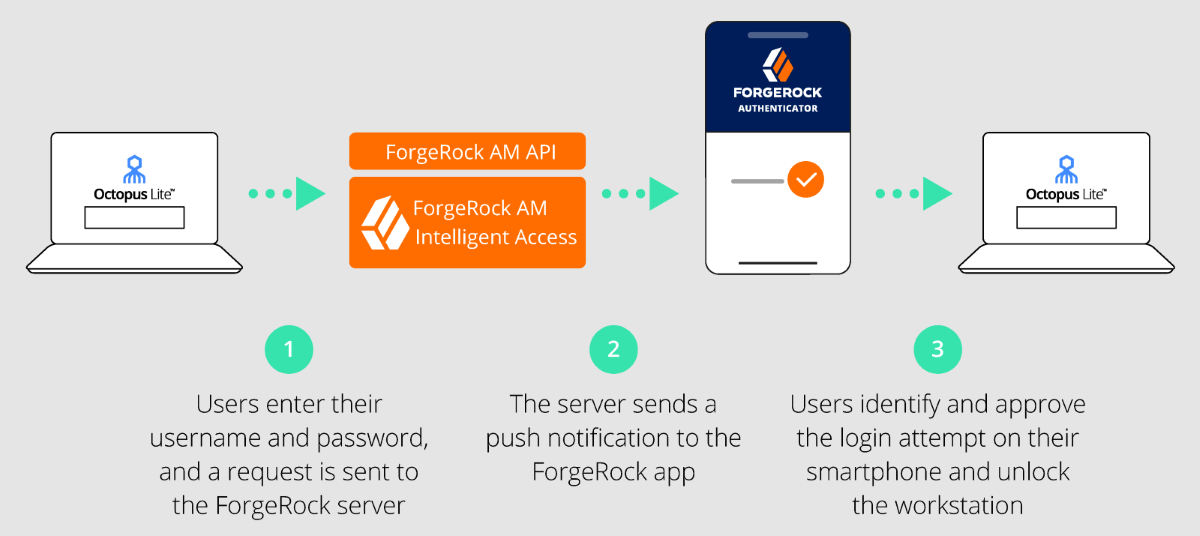 Octopus Lite™
ForgeRock AM API
ForgeRock AM
Intelligent Access
FORGEROCK
AUTHENTICATOR
Octopus Lite™
1
Users enter their
username and password,
and a request is sent to
the ForgeRock server
2
The server sends a
push notification to the
ForgeRock app
3
Users identify and approve
the login attempt on their
smartphone and unlock
the workstation